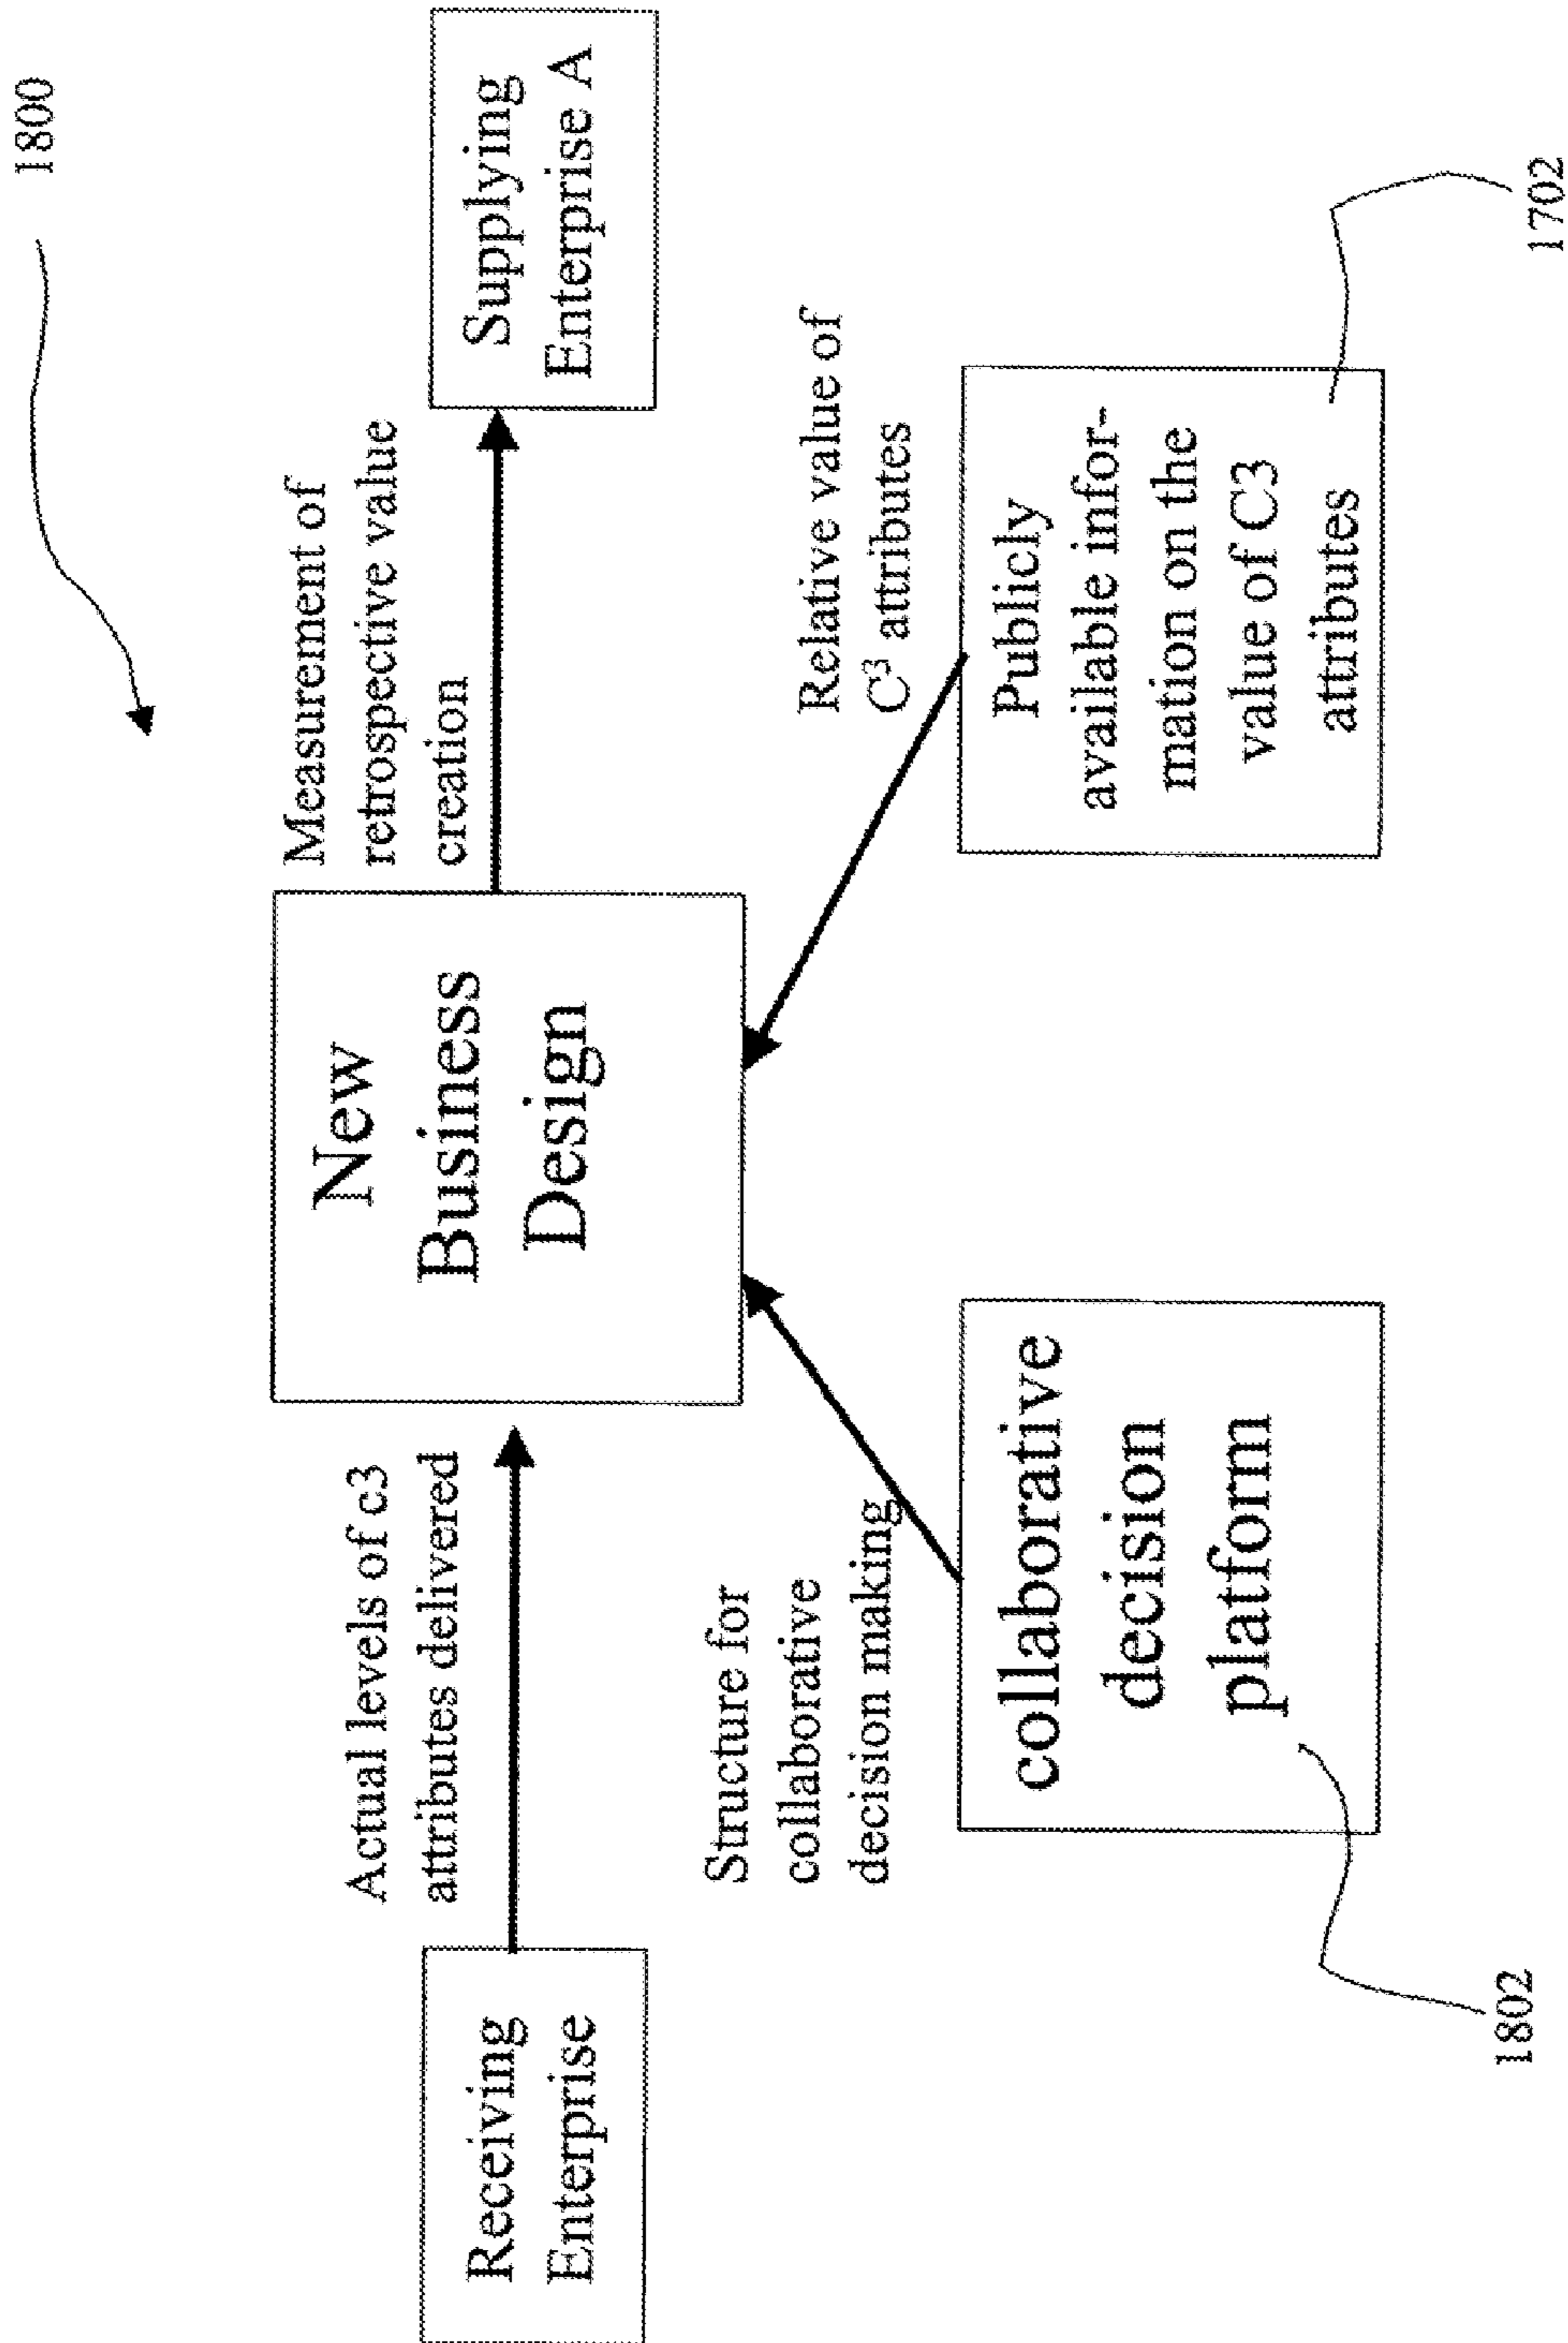 1800
Measurement of
retrospective value
creation
Supplying
Enterprise A
New
Business
Design
Actual levels of c3
attributes delivered
Receiving
Enterprise
Relative value of
C³ attributes
Structure for
collaborative
decision making
Publicly
available infor-
mation on the
value of C3
attributes
1702
collaborative
decision
platform
1802